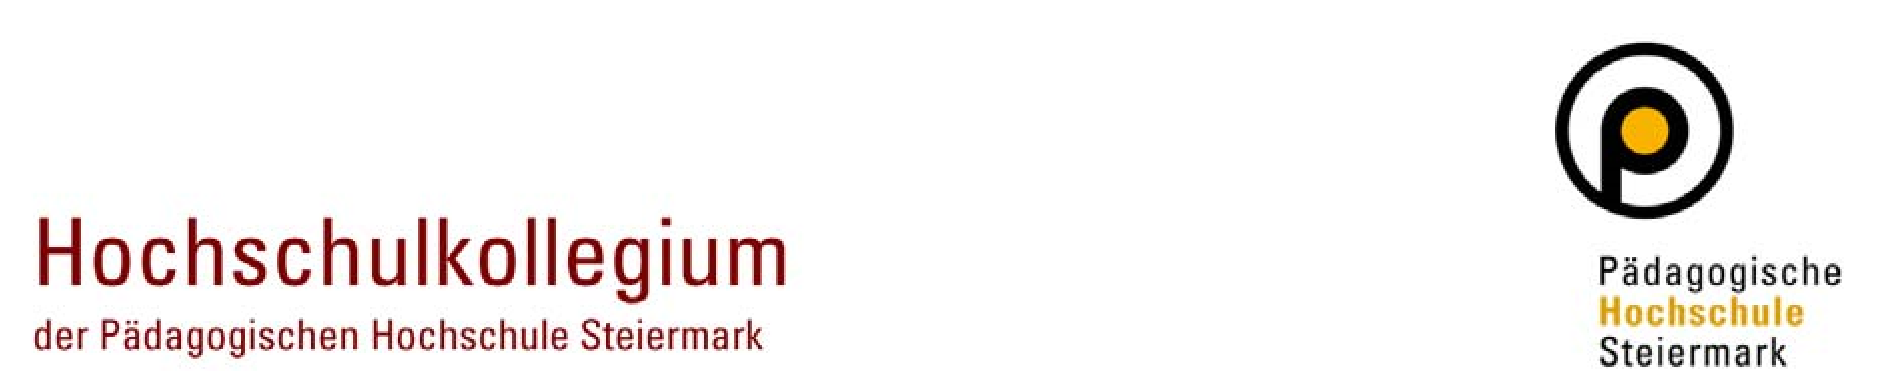 Hochschulkollegium
der Pädagogischen Hochschule Steiermark
Pädagogische
Hochschule
Steiermark